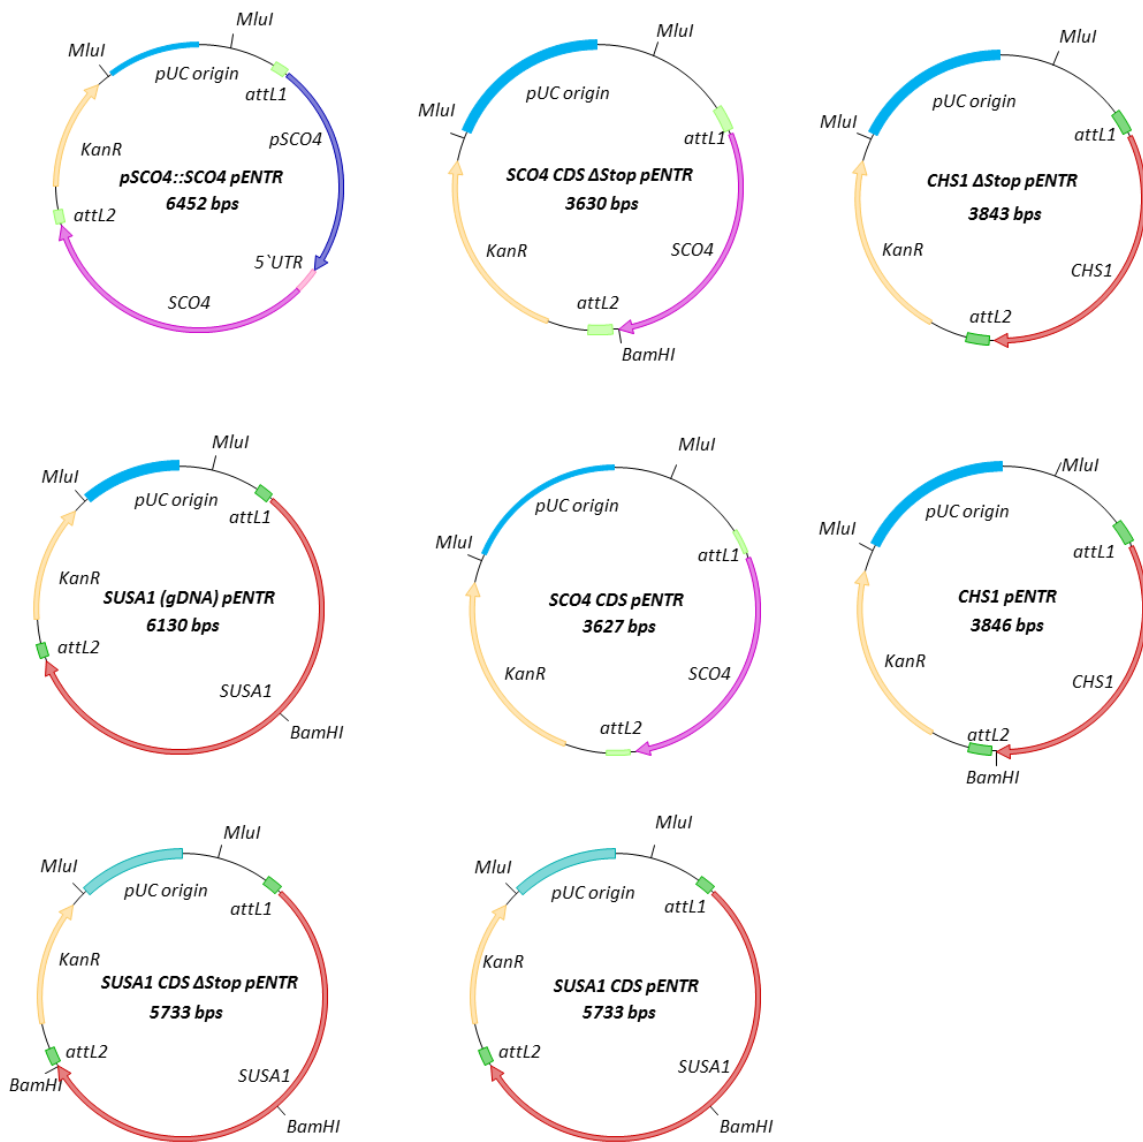 MluI
MluI
pUC origin
attL1
KanR
pSCO4
pSCO4::SCO4 pENTR
6452 bps
attL2
5`UTR
SCO4
MluI
pUC origin
MluI
attL1
SCO4 CDS ΔStop pENTR
3630 bps
KanR
SCO4
attL2
BamHI
MluI
pUC origin
MluI
attL1
CHS1 ΔStop pENTR
3843 bps
KanR
CHS1
attL2
MluI
MluI
pUC origin
attL1
KanR
SUSA1 (gDNA) pENTR
6130 bps
attL2
SUSA1
BamHI
MluI
pUC origin
MluI
attL1
SCO4 CDS pENTR
3627 bps
KanR
SCO4
attL2
MluI
pUC origin
MluI
attL1
CHS1 pENTR
3846 bps
KanR
CHS1
attL2
BamHI
MluI
MluI
pUC origin
attL1
KanR
SUSA1 CDS ΔStop pENTR
5733 bps
attL2
BamHI
SUSA1
BamHI
MluI
MluI
pUC origin
attL1
KanR
SUSA1 CDS pENTR
5733 bps
attL2
SUSA1
BamHI